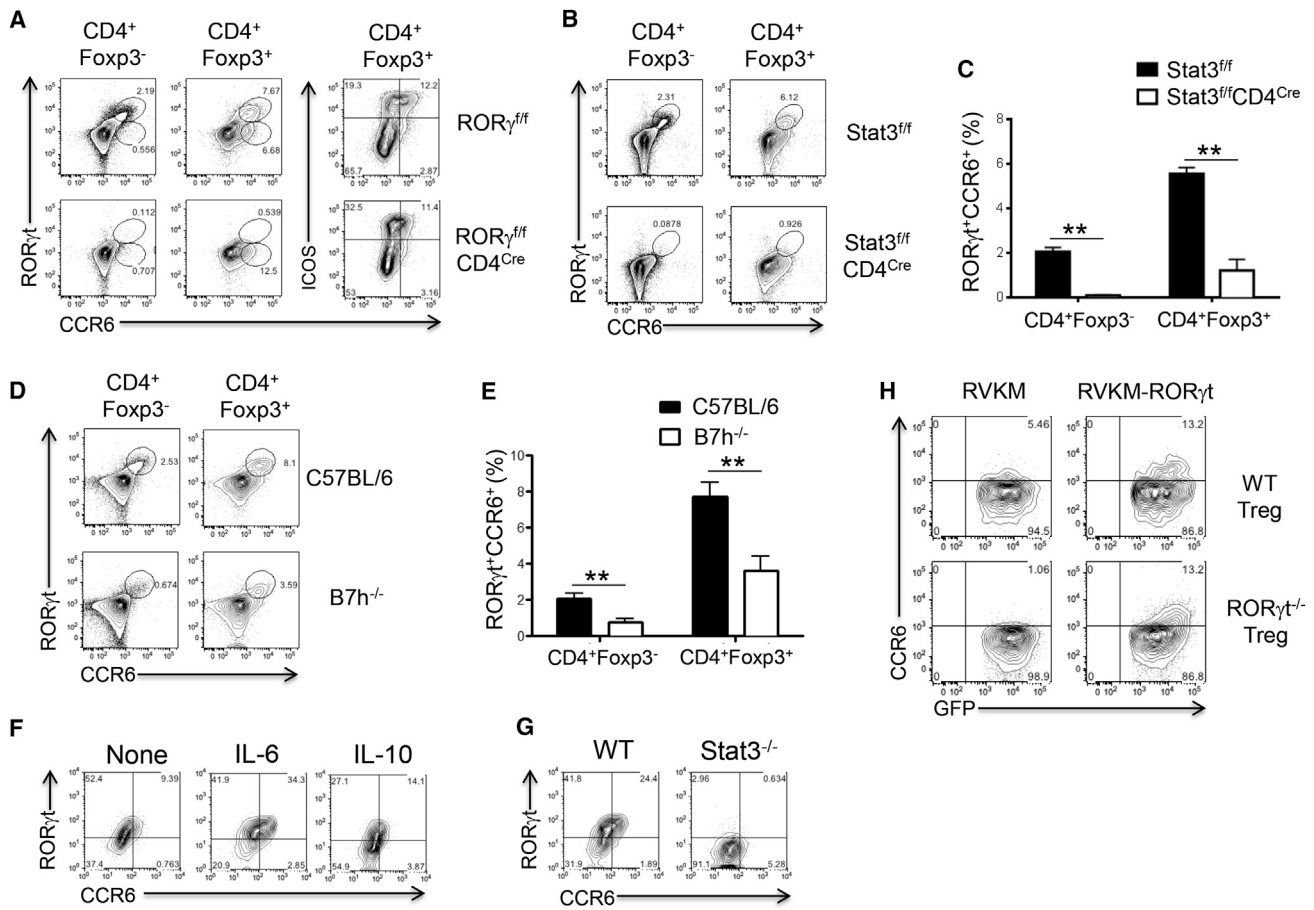 A
CD4+ Foxp3-
CD4+ Foxp3+
CD4+ Foxp3+
2.19
0.556
7.67
6.68
19.3
12.2
65.7
2.87
RORγf/f
0.112
0.707
0.539
12.5
32.5
11.4
53
3.16
RORγf/f CD4Cre
RORγt
ICOS
CCR6
B
CD4+ Foxp3-
CD4+ Foxp3+
2.31
6.12
Stat3f/f
0.0878
0.926
Stat3f/f CD4Cre
RORγt
CCR6
C
Stat3f/f
Stat3f/fCD4Cre
RORγt+CCR6+ (%)
8
6
4
2
0
**
**
CD4+Foxp3-
CD4+Foxp3+
D
CD4+ Foxp3-
CD4+ Foxp3+
2.53
8.1
C57BL/6
0.674
3.59
B7h-/-
RORγt
CCR6
E
C57BL/6
B7h-/-
RORγt+CCR6+ (%)
10
8
6
4
2
0
**
**
CD4+Foxp3-
CD4+Foxp3+
H
RVKM
RVKM-RORγt
0
5.46
0
94.5
0
13.2
0
86.8
WT Treg
0
1.06
0
98.9
0
13.2
0
86.8
RORγt-/- Treg
CCR6
GFP
F
None
IL-6
IL-10
52.4
9.39
37.4
0.763
41.9
34.3
20.9
2.85
27.1
14.1
54.9
3.87
RORγt
CCR6
G
WT
Stat3-/-
41.8
24.4
31.9
1.89
2.96
0.634
91.1
5.28
RORγt
CCR6